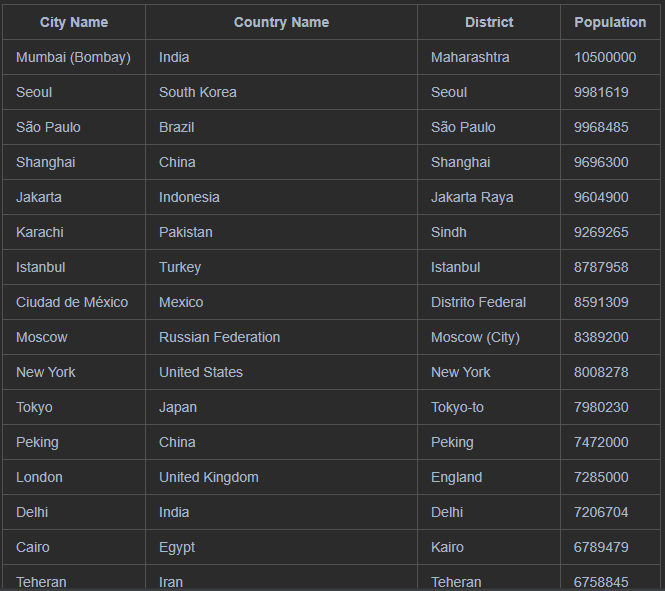 City Name Country Name District Population
Mumbai (Bombay) India Maharashtra 10500000
Seoul South Korea Seoul 9981619
São Paulo Brazil São Paulo 9968485
Shanghai China Shanghai 9696300
Jakarta Indonesia Jakarta Raya 9604900
Karachi Pakistan Sindh 9269265
Istanbul Turkey Istanbul 8787958
Ciudad de México Mexico Distrito Federal 8591309
Moscow Russian Federation Moscow (City) 8389200
New York United States New York 8008278
Tokyo Japan Tokyo-to 7980230
Peking China Peking 7472000
London United Kingdom England 7285000
Delhi India Delhi 7206704
Cairo Egypt Kairo 6789479
Teheran Iran Teheran 6758845